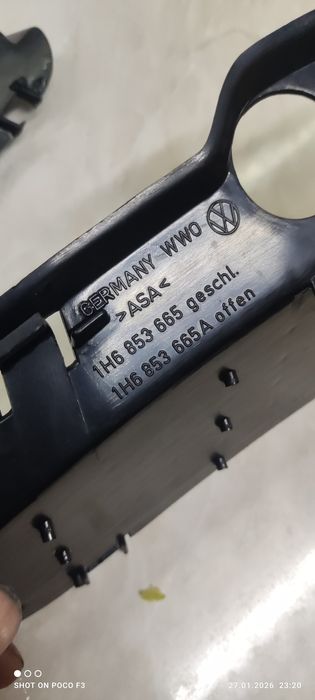 GERMANY WWO
>ASA<
1H6 853 665 geschl.
1H6 853 665A offen
SHOT ON POCO F3
27.01.2026 23:20